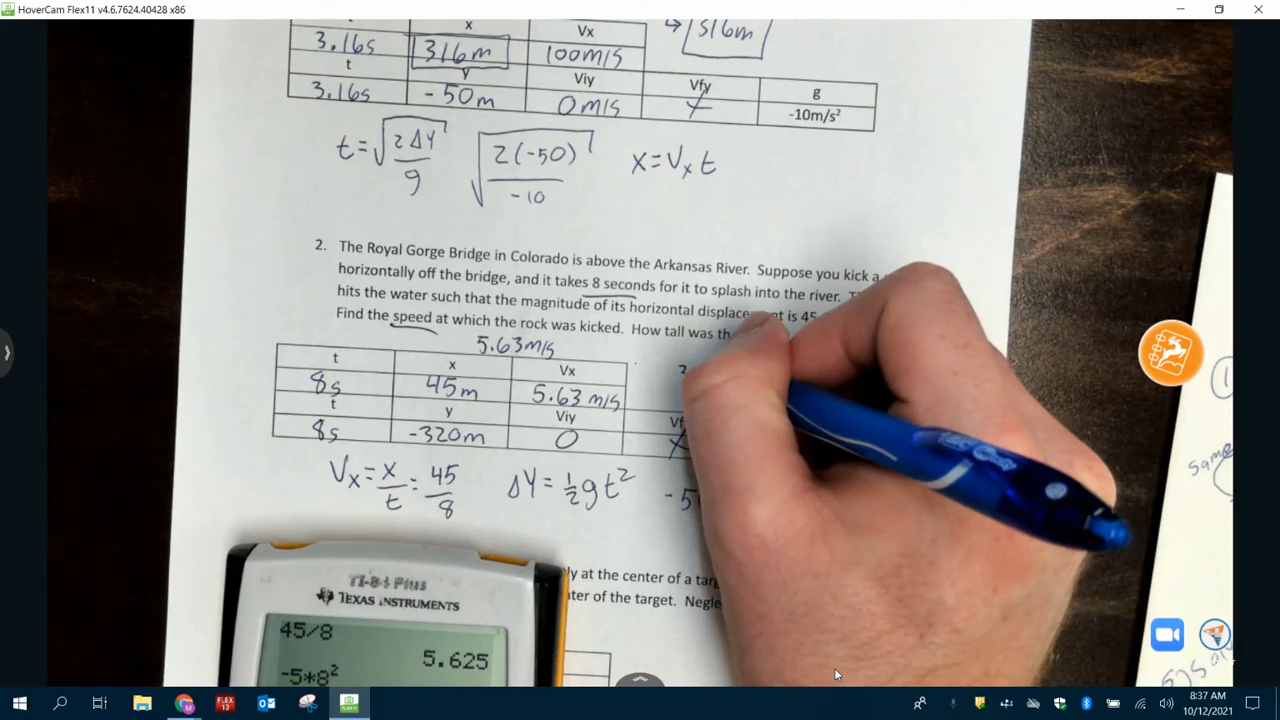 HoverCam Flex11 v4.6.7624.40428 x86
t x Vx
3.16s 316m 100m/s
↳ 316m
t y Viy Vfy g
3.16s -50m 0m/s X -10m/s²
t = √(2ΔY/g) √(2(-50)/-10) x = Vx t
2. The Royal Gorge Bridge in Colorado is above the Arkansas River. Suppose you kick a
horizontally off the bridge, and it takes 8 seconds for it to splash into the river.
hits the water such that the magnitude of its horizontal displacement is 45
Find the speed at which the rock was kicked. How tall was the
5.63m/s
t x Vx
8s 45m 5.63 m/s
t y Viy
8s -320m 0 X
Vx = x/t = 45/8 ΔY = ½gt²
ly at the center of a
of the target.
TI-84 Plus
TEXAS INSTRUMENTS
45/8
5.625
-5*8²
same
8:37 AM
10/12/2021